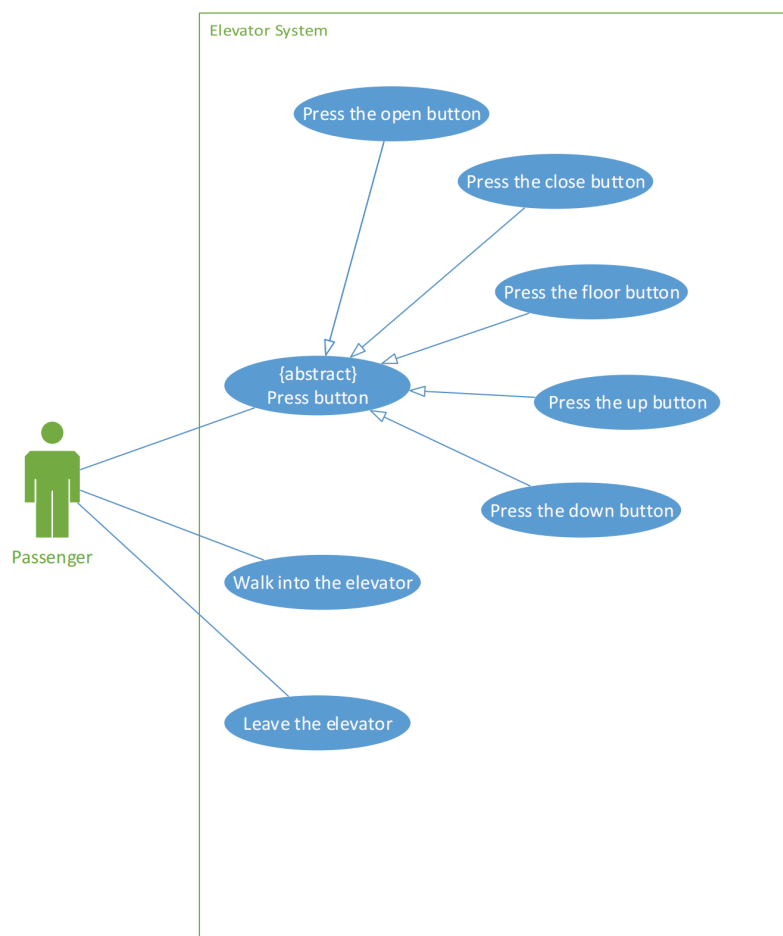 Elevator System
Press the open button
Press the close button
Press the floor button
{abstract}
Press button
Press the up button
Press the down button
Passenger
Walk into the elevator
Leave the elevator